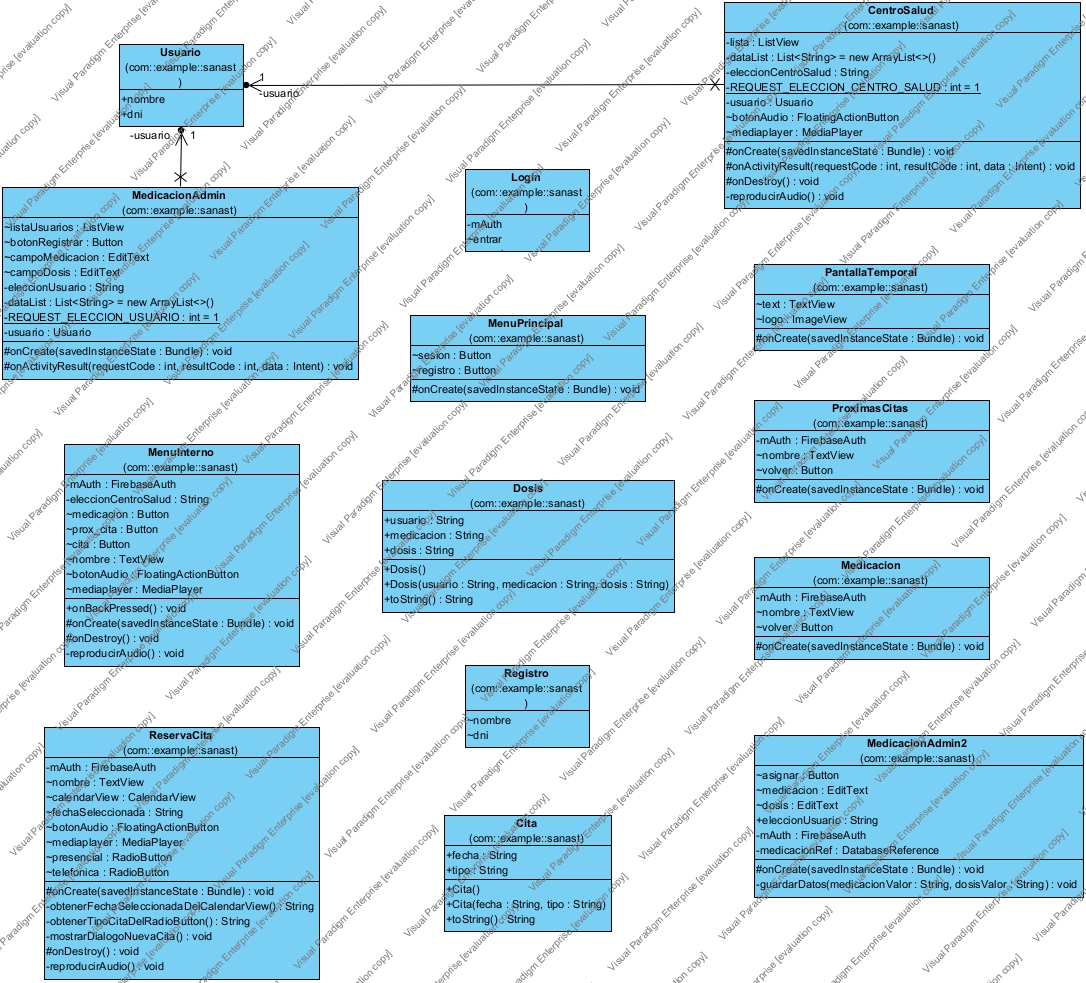 Usuario
(com::example::sanast
)
+nombre
+dni
1
-usuario
-usuario
1
CentroSalud
(com::example::sanast)
-lista : ListView
-dataList : List<String> = new ArrayList<>()
-eleccionCentroSalud : String
-REQUEST_ELECCION_CENTRO_SALUD : int = 1
-usuario : Usuario
~botonAudio : FloatingActionButton
~mediaplayer : MediaPlayer
#onCreate(savedInstanceState : Bundle) : void
#onActivityResult(requestCode : int, resultCode : int, data : Intent) : void
#onDestroy() : void
-reproducirAudio() : void
MedicacionAdmin
(com::example::sanast)
~listaUsuarios : ListView
~botonRegistrar : Button
~campoMedicacion : EditText
~campoDosis : EditText
-eleccionUsuario : String
-dataList : List<String> = new ArrayList<>()
-REQUEST_ELECCION_USUARIO : int = 1
-usuario : Usuario
#onCreate(savedInstanceState : Bundle) : void
#onActivityResult(requestCode : int, resultCode : int, data : Intent) : void
Login
(com::example::sanast
)
-mAuth
~entrar
MenuPrincipal
(com::example::sanast)
~sesion : Button
~registro : Button
#onCreate(savedInstanceState : Bundle) : void
PantallaTemporal
(com::example::sanast)
~text : TextView
~logo : ImageView
#onCreate(savedInstanceState : Bundle) : void
ProximasCitas
(com::example::sanast)
-mAuth : FirebaseAuth
~nombre : TextView
~volver : Button
#onCreate(savedInstanceState : Bundle) : void
MenuInterno
(com::example::sanast)
-mAuth : FirebaseAuth
-eleccionCentroSalud : String
~medicacion : Button
~prox_cita : Button
~cita : Button
~nombre : TextView
~botonAudio : FloatingActionButton
~mediaplayer : MediaPlayer
+onBackPressed() : void
#onCreate(savedInstanceState : Bundle) : void
#onDestroy() : void
-reproducirAudio() : void
Dosis
(com::example::sanast)
+usuario : String
+medicacion : String
+dosis : String
+Dosis()
+Dosis(usuario : String, medicacion : String, dosis : String)
+toString() : String
Medicacion
(com::example::sanast)
-mAuth : FirebaseAuth
~nombre : TextView
~volver : Button
#onCreate(savedInstanceState : Bundle) : void
Registro
(com::example::sanast
)
~nombre
~dni
ReservaCita
(com::example::sanast)
-mAuth : FirebaseAuth
~nombre : TextView
~calendarView : CalendarView
~fechaSeleccionada : String
~botonAudio : FloatingActionButton
~mediaplayer : MediaPlayer
~presencial : RadioButton
~telefonica : RadioButton
#onCreate(savedInstanceState : Bundle) : void
-obtenerFechaSeleccionadaDelCalendarView() : String
-obtenerTipoCitaDelRadioButton() : String
-mostrarDialogoNuevaCita() : void
#onDestroy() : void
-reproducirAudio() : void
Cita
(com::example::sanast)
+fecha : String
+tipo : String
+Cita()
+Cita(fecha : String, tipo : String)
+toString() : String
MedicacionAdmin2
(com::example::sanast)
~asignar : Button
~medicacion : EditText
~dosis : EditText
+eleccionUsuario : String
-mAuth : FirebaseAuth
-medicacionRef : DatabaseReference
#onCreate(savedInstanceState : Bundle) : void
-guardarDatos(medicacionValor : String, dosisValor : String) : void
Visual Paradigm Enterprise [evaluation copy]